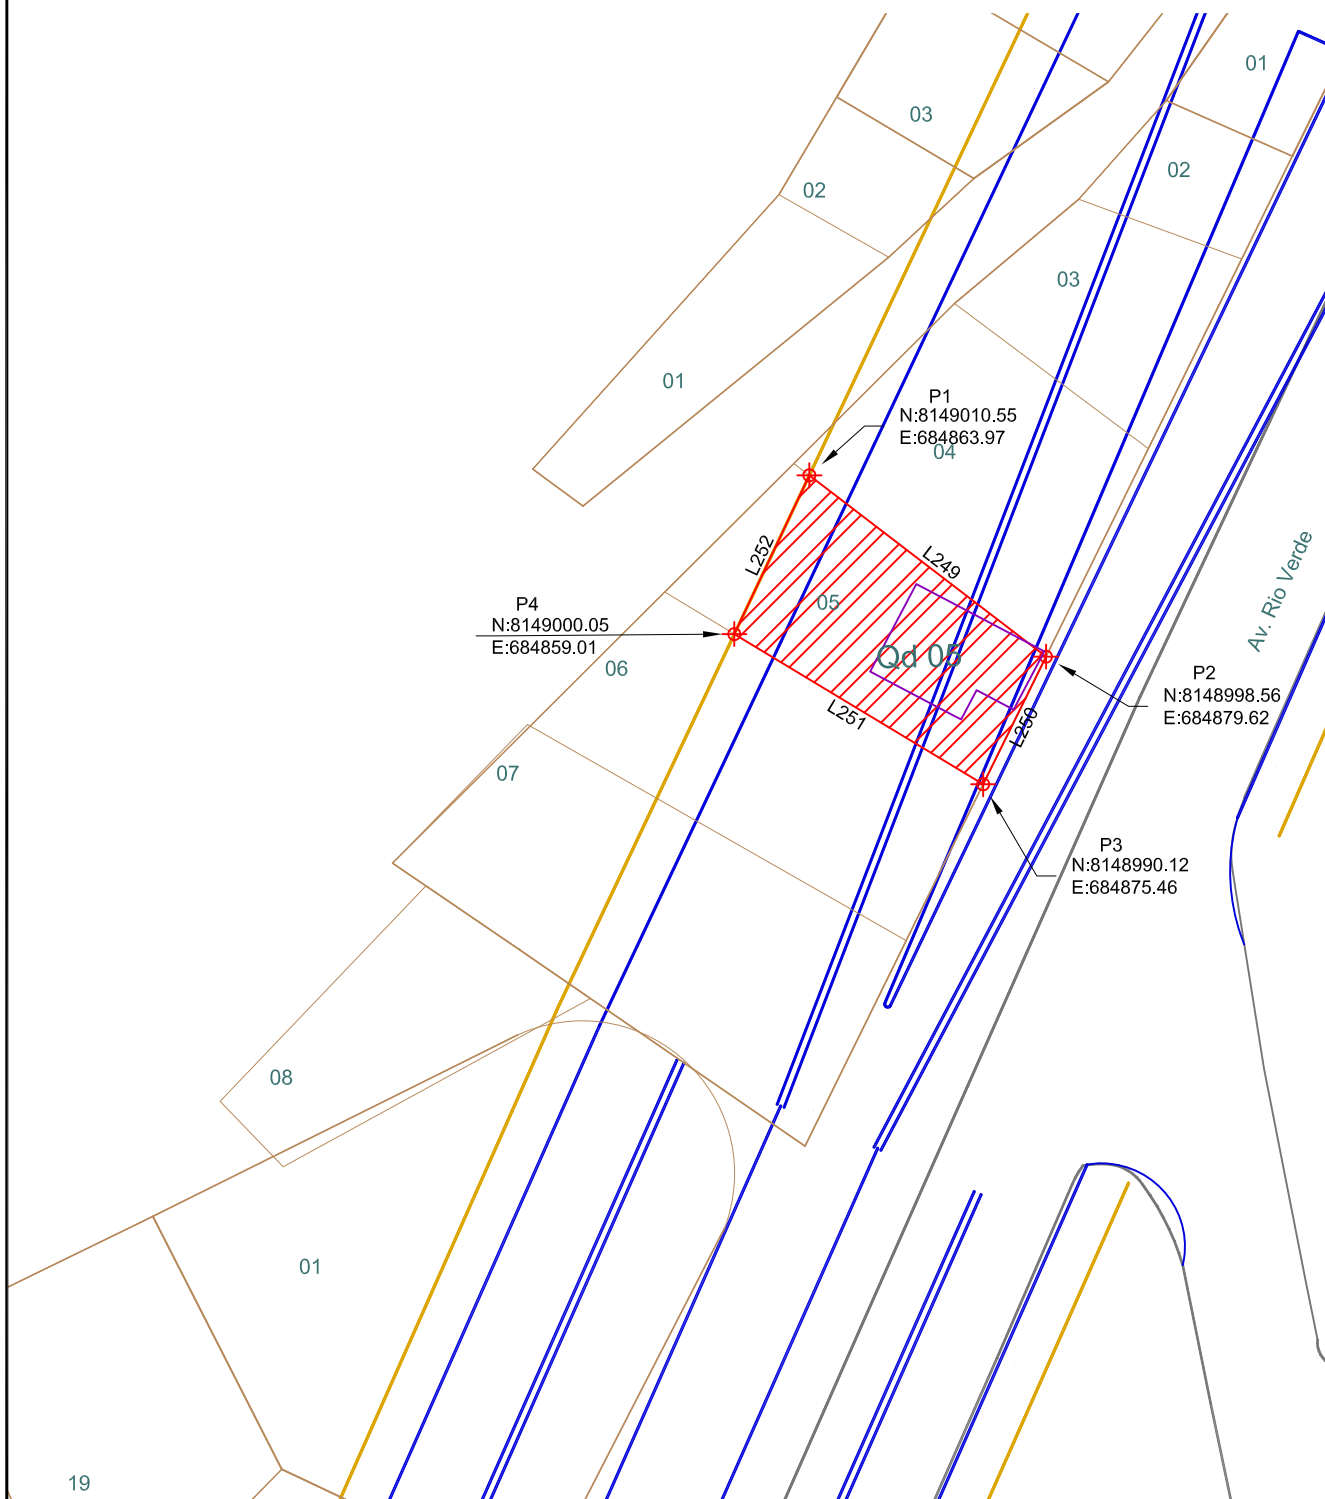 01
03
02
02
03
01
P1
N:8149010.55
E:684863.97
04
L252
L249
Av. Rio Verde
05
P4
N:8149000.05
E:684859.01
Qd 05
06
P2
N:8148998.56
E:684879.62
L251
L250
07
P3
N:8148990.12
E:684875.46
08
01
19